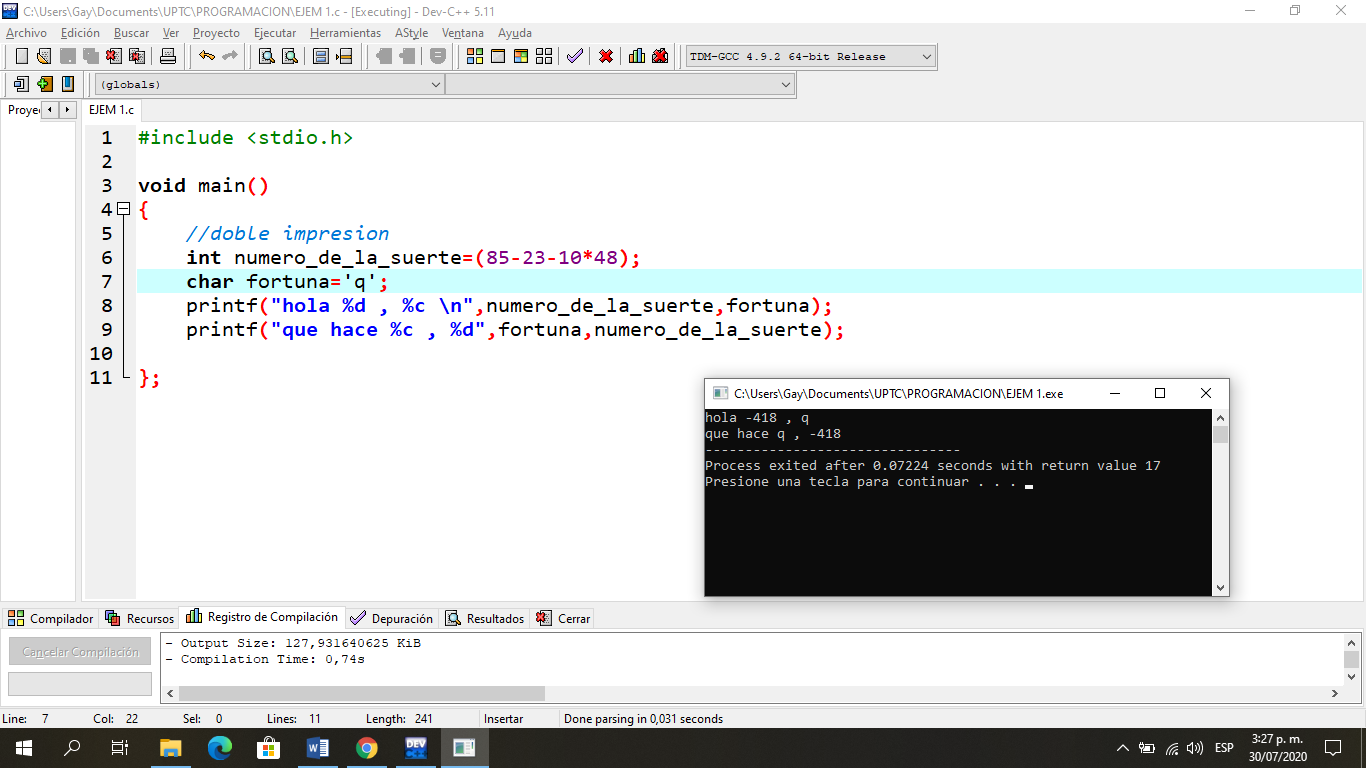 C:\Users\Gay\Documents\UPTC\PROGRAMACION\EJEM 1.c - [Executing] - Dev-C++ 5.11
Archivo Edición Buscar Ver Proyecto Ejecutar Herramientas AStyle Ventana Ayuda
TDM-GCC 4.9.2 64-bit Release
(globals)
Proye EJEM 1.c
1 #include <stdio.h>
2
3 void main()
4 {
5 //doble impresion
6 int numero_de_la_suerte=(85-23-10*48);
7 char fortuna='q';
8 printf("hola %d , %c \n",numero_de_la_suerte,fortuna);
9 printf("que hace %c , %d",fortuna,numero_de_la_suerte);
10
11 };
C:\Users\Gay\Documents\UPTC\PROGRAMACION\EJEM 1.exe
hola -418 , q
que hace q , -418
--------------------------------
Process exited after 0.07224 seconds with return value 17
Presione una tecla para continuar . . .
Compilador Recursos Registro de Compilación Depuración Resultados Cerrar
Cancelar Compilación
- Output Size: 127,931640625 KiB
- Compilation Time: 0,74s
Line: 7 Col: 22 Sel: 0 Lines: 11 Length: 241 Insertar Done parsing in 0,031 seconds
DEV
ESP
3:27 p. m.
30/07/2020